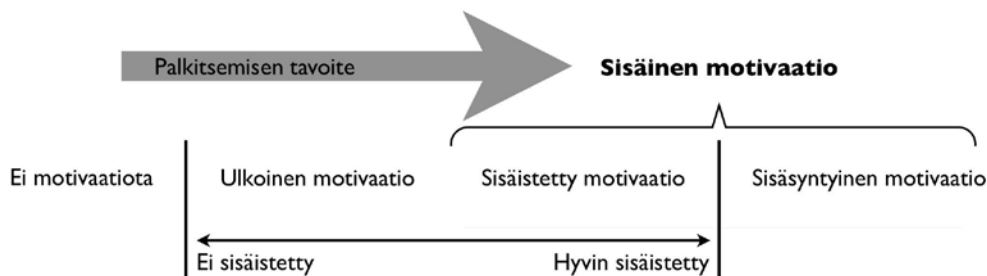 Palkitsemisen tavoite
Sisäinen motivaatio
Ei motivaatiota
Ulkoinen motivaatio
Sisäistetty motivaatio
Sisäsyntyinen motivaatio
Ei sisäistetty
Hyvin sisäistetty